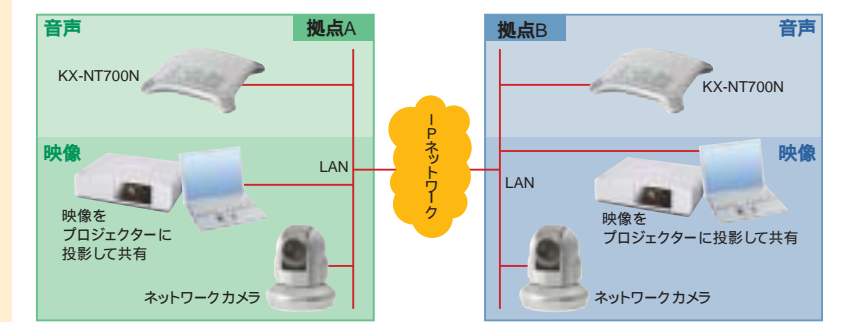 音声
拠点A
KX-NT700N
映像
LAN
映像を
プロジェクターに
投影して共有
ネットワークカメラ
IPネットワーク
拠点B
音声
KX-NT700N
映像
LAN
映像を
プロジェクターに投影して共有
ネットワークカメラ